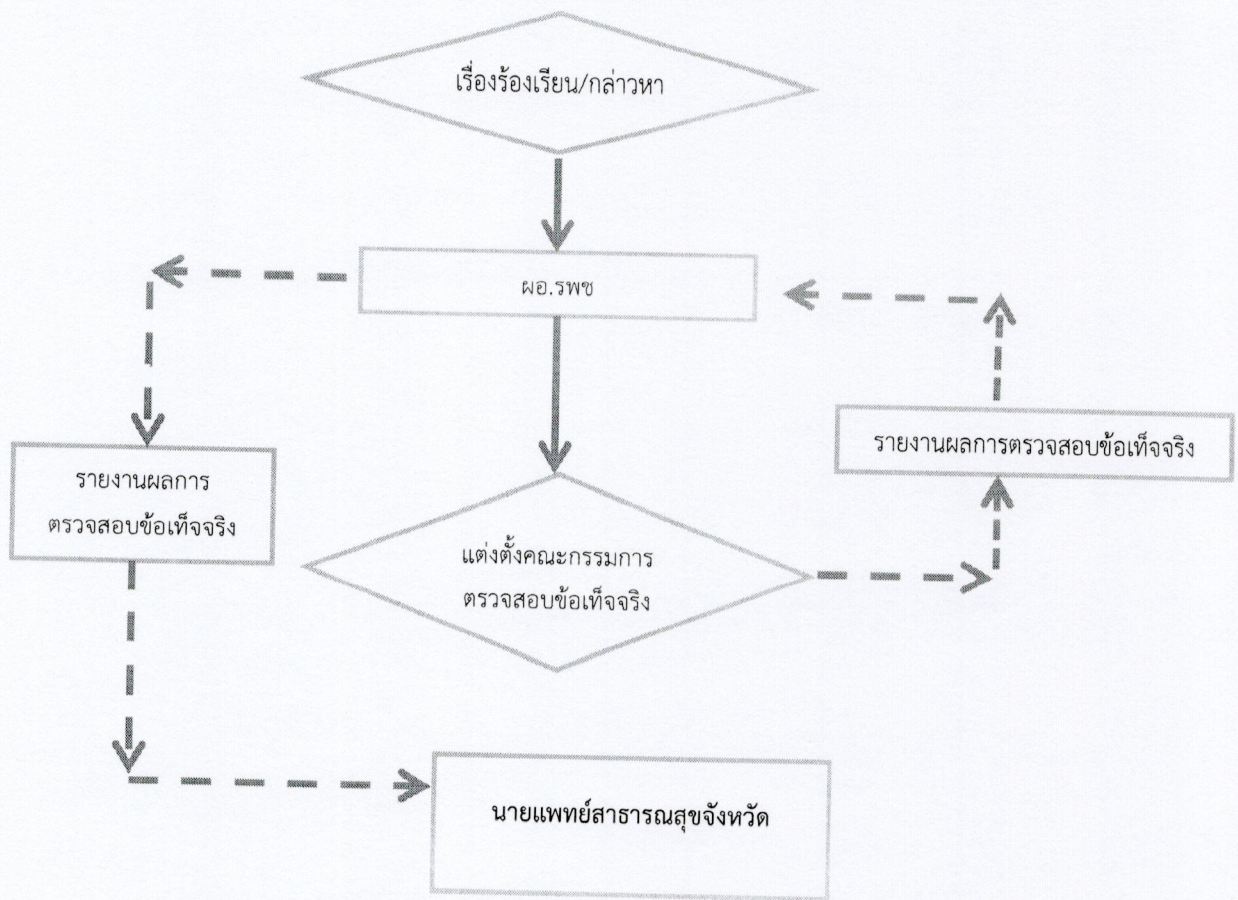 เรื่องร้องเรียน/กล่าวหา
ผอ.รพช
รายงานผลการตรวจสอบข้อเท็จจริง
รายงานผลการ
ตรวจสอบข้อเท็จจริง
แต่งตั้งคณะกรรมการ
ตรวจสอบข้อเท็จจริง
นายแพทย์สาธารณสุขจังหวัด